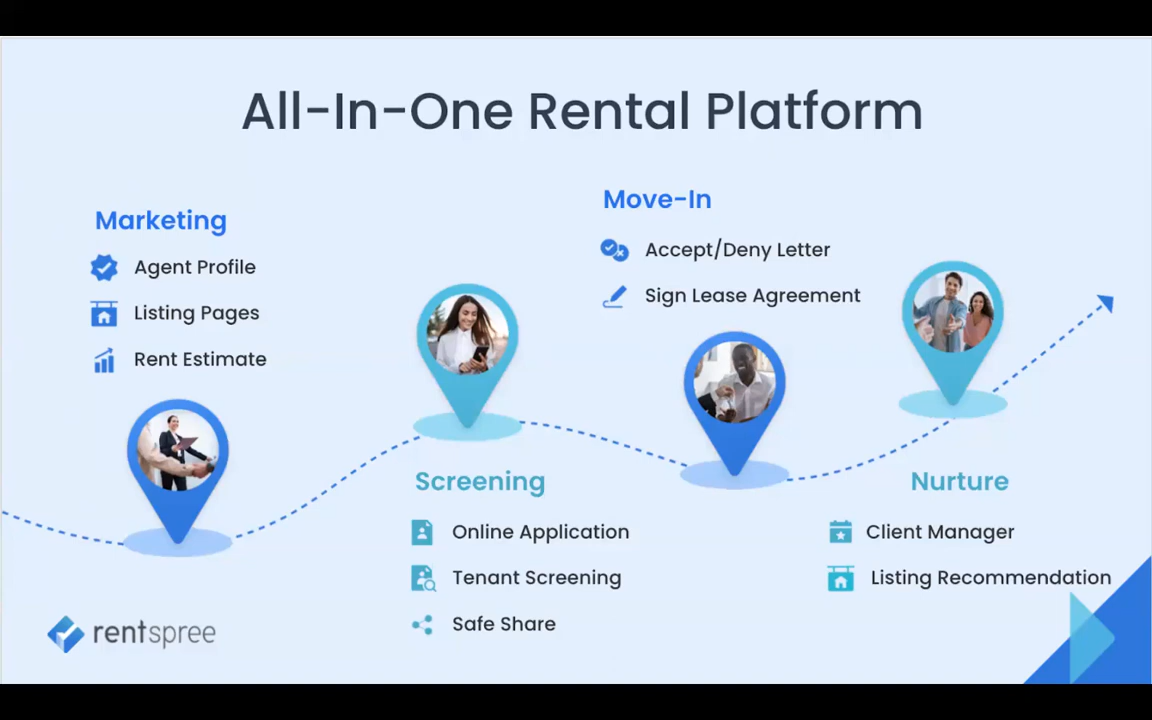 All-In-One Rental Platform
Marketing
Agent Profile
Listing Pages
Rent Estimate
Screening
Online Application
Tenant Screening
Safe Share
Move-In
Accept/Deny Letter
Sign Lease Agreement
Nurture
Client Manager
Listing Recommendation
rentspree